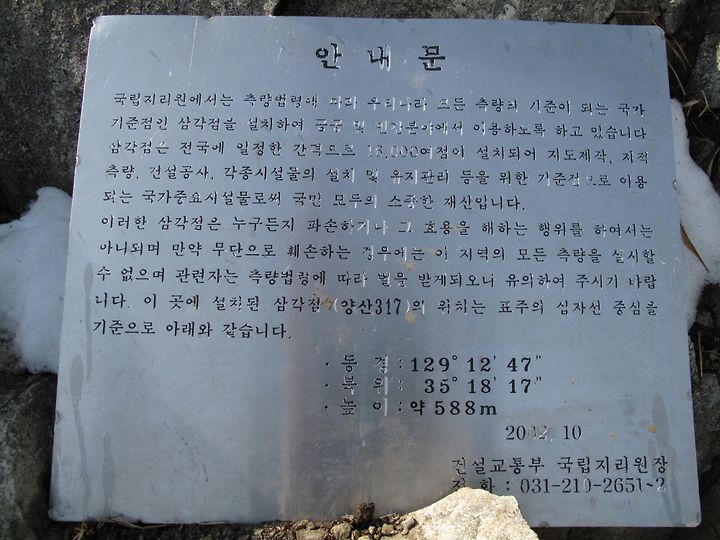 안 내 문
국립지리원에서는 측량법령에 따라 우리나라 모든 측량의 기준이 되는 국가
기준점인 삼각점을 설치하여 공공 및 민간분야에서 이용하도록 하고 있습니다.
삼각점은 전국에 일정한 간격으로 16,000여점이 설치되어 지도제작, 지적
측량, 건설공사, 각종시설물의 설치 및 유지관리 등을 위한 기준점으로 이용
되는 국가중요시설물로써 국민 모두의 소중한 재산입니다.
이러한 삼각점은 누구든지 파손하거나 그 효용을 해하는 행위를 하여서는
아니되며 만약 무단으로 훼손하는 경우에는 이 지역의 모든 측량을 실시할
수 없으며 관련자는 측량법령에 따라 벌을 받게되오니 유의하여 주시기 바랍
니다. 이 곳에 설치된 삼각점 (양산317)의 위치는 표주의 십자선 중심을
기준으로 아래와 같습니다.
· 동 경 : 129° 12' 47"
· 북 위 : 35° 18' 17"
· 높 이 : 약 588m
2002. 10
건설교통부 국립지리원장
전 화 : 031-210-2651~2